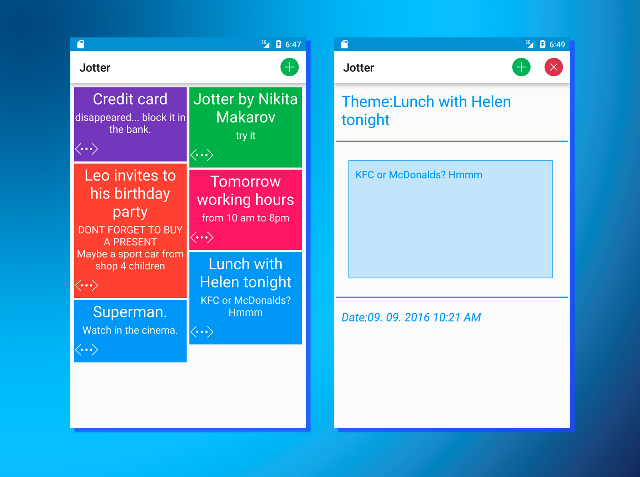 6:47
Jotter
Credit card
disappeared... block it in
the bank.
Leo invites to
his birthday
party
DONT FORGET TO BUY
A PRESENT
Maybe a sport car from
shop 4 children
Superman.
Watch in the cinema.
Jotter by Nikita
Makarov
try it
Tomorrow
working hours
from 10 am to 8pm
Lunch with
Helen tonight
KFC or McDonalds?
Hmmm
6:49
Jotter
Theme:Lunch with Helen
tonight
KFC or McDonalds? Hmmm
Date:09. 09. 2016 10:21 AM